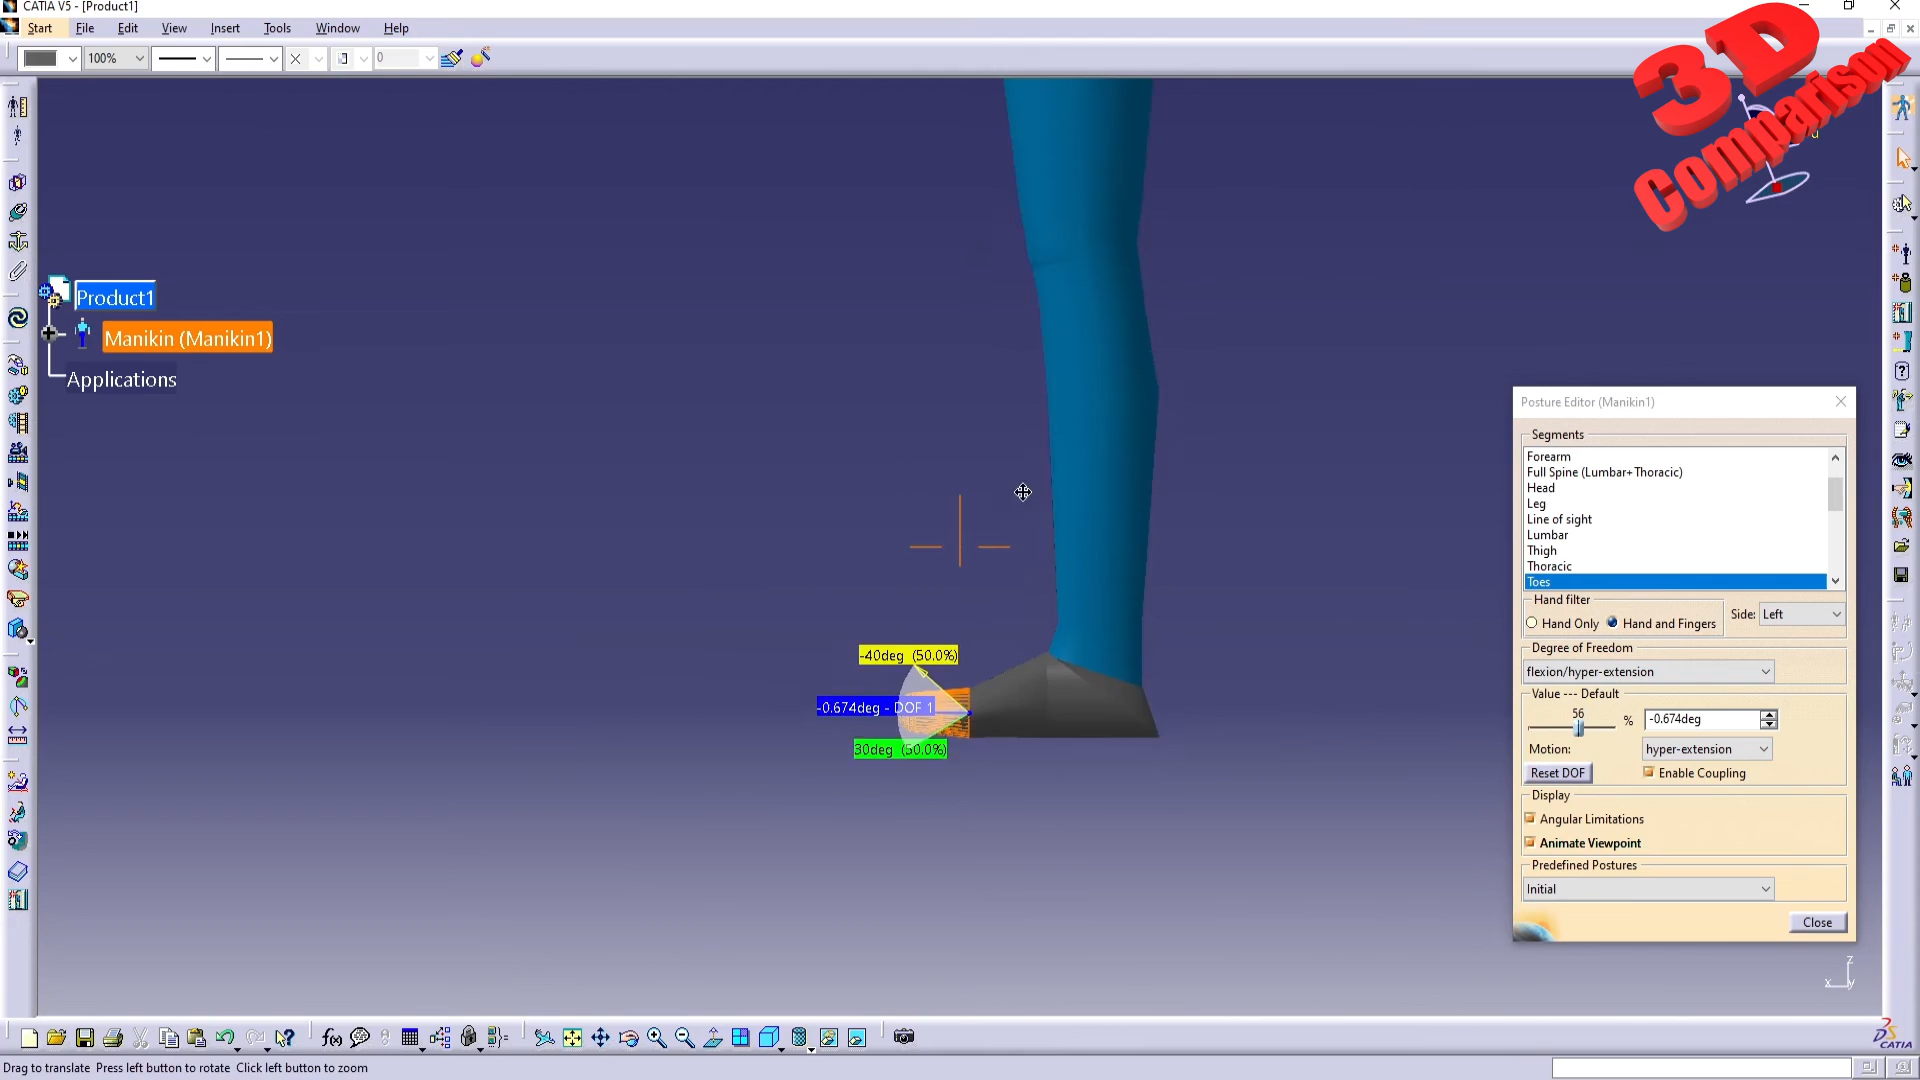 CATIA V5 - [Product1]
Start File Edit View Insert Tools Window Help
100%
0
3D
Comparison
Product1
Manikin (Manikin1)
Applications
-40deg (50.0%)
-0.674deg - DOF 1
30deg (50.0%)
Posture Editor (Manikin1)
Segments
Forearm
Full Spine (Lumbar+Thoracic)
Head
Leg
Line of sight
Lumbar
Thigh
Thoracic
Toes
Hand filter
Hand Only Hand and Fingers Side: Left
Degree of Freedom
flexion/hyper-extension
Value --- Default
56
% -0.674deg
Motion: hyper-extension
Reset DOF Enable Coupling
Display
Angular Limitations
Animate Viewpoint
Predefined Postures
Initial
Close
z
x y
f(x)
DS
CATIA
Drag to translate Press left button to rotate Click left button to zoom